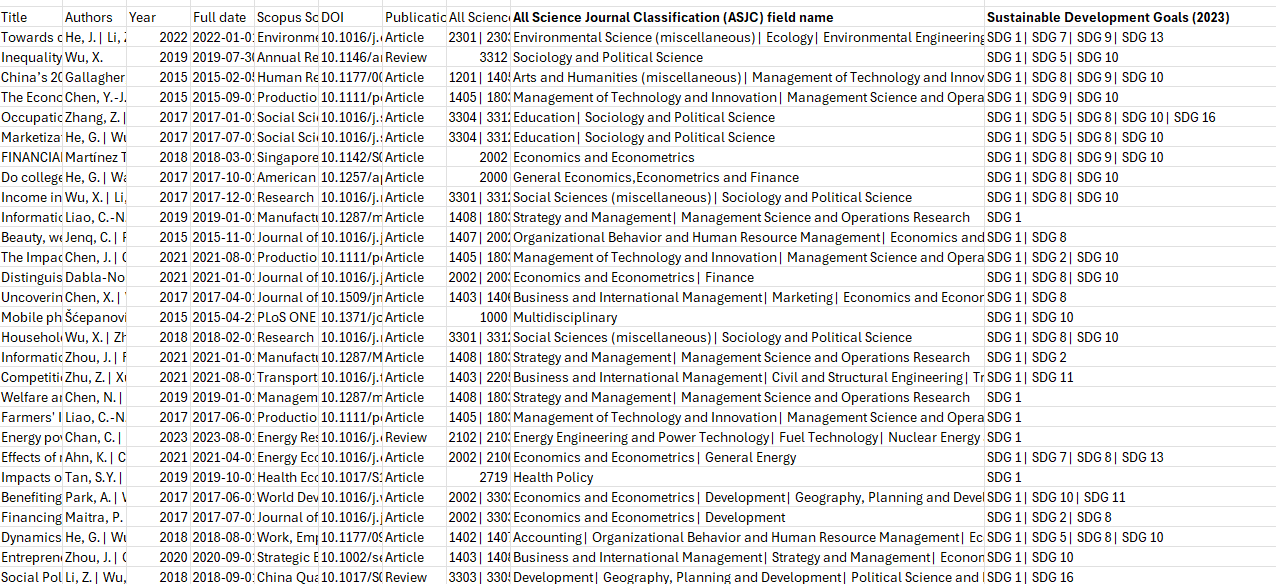 Title Authors Year Full date Scopus Sc DOI Publicatio All Science All Science Journal Classification (ASJC) field name Sustainable Development Goals (2023)
Towards c He, J.| Li, 2022 2022-01-0 Environme 10.1016/j. Article 2301| 230 Environmental Science (miscellaneous)| Ecology| Environmental Engineering SDG 1| SDG 7| SDG 9| SDG 13
Inequality Wu, X. 2019 2019-07-30 Annual Re 10.1146/a Review 3312 Sociology and Political Science SDG 1| SDG 5| SDG 10
China's 20 Gallagher 2015 2015-02-0 Human Re 10.1177/00 Article 1201| 140 Arts and Humanities (miscellaneous)| Management of Technology and Innov SDG 1| SDG 8| SDG 9| SDG 10
The Econ Chen, Y.-J. 2015 2015-09-0 Productio 10.1111/p Article 1405| 180 Management of Technology and Innovation| Management Science and Opera SDG 1| SDG 9| SDG 10
Occupatio Zhang, Z.| 2017 2017-01-0 Social Sci 10.1016/j. Article 3304| 331 Education| Sociology and Political Science SDG 1| SDG 5| SDG 8| SDG 10| SDG 16
Marketiza He, G.| Wu 2017 2017-07-0 Social Sci 10.1016/j. Article 3304| 331 Education| Sociology and Political Science SDG 1| SDG 5| SDG 8| SDG 10
FINANCIA Martínez T 2018 2018-03-0 Singapore 10.1142/S0 Article 2002 Economics and Econometrics SDG 1| SDG 8| SDG 9| SDG 10
Do college He, G.| Wa 2017 2017-10-0 American 10.1257/a Article 2000 General Economics,Econometrics and Finance SDG 1| SDG 8| SDG 10
Income in Wu, X.| Li, 2017 2017-12-0 Research 10.1016/j. Article 3301| 331 Social Sciences (miscellaneous)| Sociology and Political Science SDG 1| SDG 8| SDG 10
Informatio Liao, C.-N. 2019 2019-01-0 Manufactu 10.1287/m Article 1408| 180 Strategy and Management| Management Science and Operations Research SDG 1
Beauty, we Jenq, C.| 2015 2015-11-0 Journal of 10.1016/j. Article 1407| 200 Organizational Behavior and Human Resource Management| Economics and SDG 1| SDG 8
The Impac Chen, J.| 2021 2021-08-0 Productio 10.1111/p Article 1405| 180 Management of Technology and Innovation| Management Science and Opera SDG 1| SDG 2| SDG 10
Distinguis Dabla-No 2021 2021-01-0 Journal of 10.1016/j. Article 2002| 200 Economics and Econometrics| Finance SDG 1| SDG 8| SDG 10
Uncoverin Chen, X.| 2017 2017-04-0 Journal of 10.1509/j Article 1403| 140 Business and International Management| Marketing| Economics and Econor SDG 1| SDG 8
Mobile ph Šćepanovi 2015 2015-04-2 PLoS ONE 10.1371/j Article 1000 Multidisciplinary SDG 1| SDG 10
Househol Wu, X.| Zh 2018 2018-02-0 Research 10.1016/j. Article 3301| 331 Social Sciences (miscellaneous)| Sociology and Political Science SDG 1| SDG 8| SDG 10
Informatio Zhou, J.| 2021 2021-01-0 Manufactu 10.1287/M Article 1408| 180 Strategy and Management| Management Science and Operations Research SDG 1| SDG 2
Competiti Zhu, Z.| Xu 2021 2021-08-0 Transport 10.1016/j. Article 1403| 220 Business and International Management| Civil and Structural Engineering| Tr SDG 1| SDG 11
Welfare a Chen, N.| 2019 2019-01-0 Managem 10.1287/m Article 1408| 180 Strategy and Management| Management Science and Operations Research SDG 1
Farmers' I Liao, C.-N. 2017 2017-06-0 Productio 10.1111/p Article 1405| 180 Management of Technology and Innovation| Management Science and Opera SDG 1
Energy po Chan, C.| 2023 2023-08-0 Energy Res 10.1016/j. Review 2102| 210 Energy Engineering and Power Technology| Fuel Technology| Nuclear Energy SDG 1
Effects of Ahn, K.| C 2021 2021-04-0 Energy Ec 10.1016/j. Article 2002| 210 Economics and Econometrics| General Energy SDG 1| SDG 7| SDG 8| SDG 13
Impacts o Tan, S.Y.| 2019 2019-10-0 Health Ec 10.1017/S Article 2719 Health Policy SDG 1
Benefiting Park, A.| 2017 2017-06-0 World Dev 10.1016/j. Article 2002| 330 Economics and Econometrics| Development| Geography, Planning and Devel SDG 1| SDG 10| SDG 11
Financing Maitra, P. 2017 2017-07-0 Journal of 10.1016/j. Article 2002| 330 Economics and Econometrics| Development SDG 1| SDG 2| SDG 8
Dynamics He, G.| Wu 2018 2018-08-0 Work, Emp 10.1177/0 Article 1402| 140 Accounting| Organizational Behavior and Human Resource Management| Ec SDG 1| SDG 5| SDG 8| SDG 10
Entrepren Zhou, J.| 2020 2020-09-0 Strategic E 10.1002/s Article 1403| 140 Business and International Management| Strategy and Management| Econom SDG 1| SDG 10
Social Pol Li, Z.| Wu, 2018 2018-09-0 China Qua 10.1017/S0 Review 3303| 330 Development| Geography, Planning and Development| Political Science and SDG 1| SDG 16